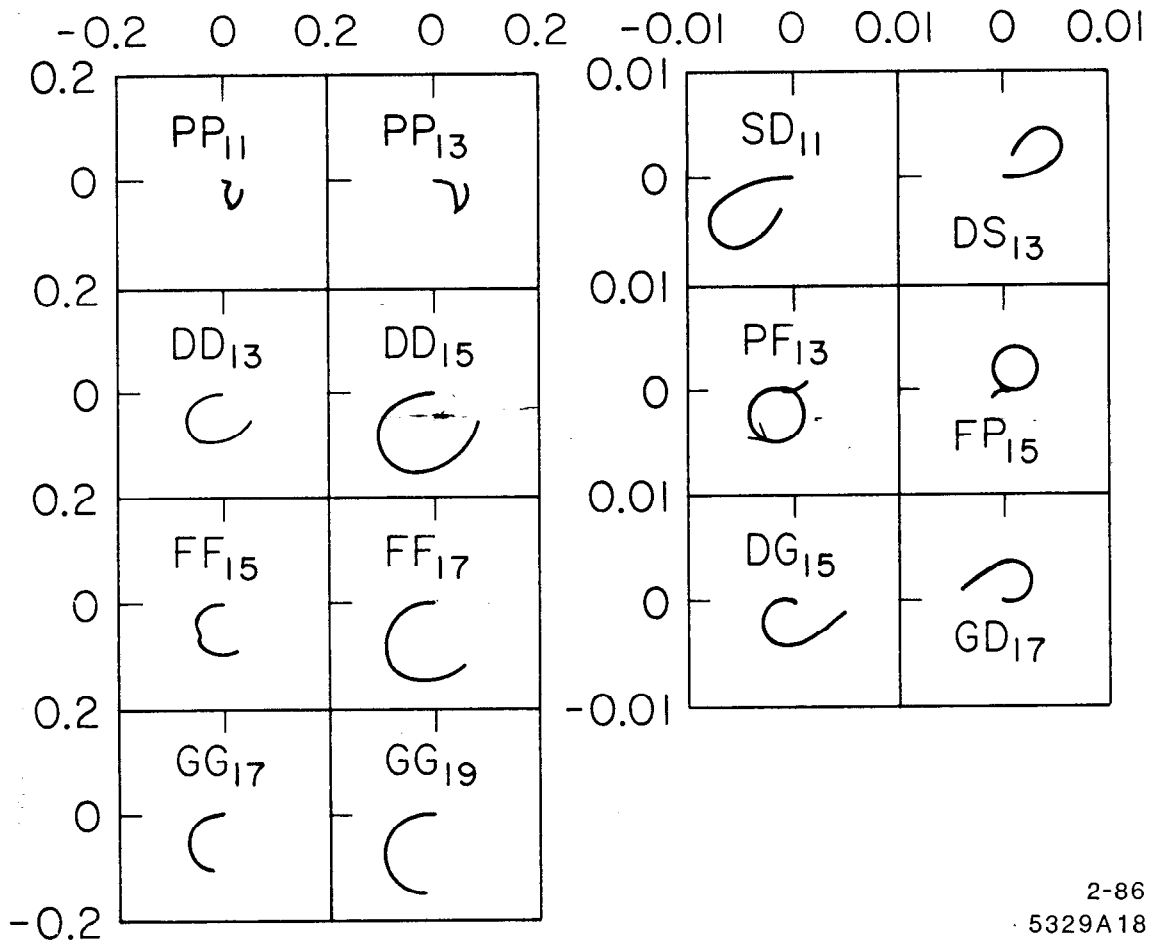 -0.2 0 0.2 0 0.2 -0.01 0 0.01 0 0.01
0.2 0.01
PP11 PP13 SD11
0 0
DS13
0.2 0.01
DD13 DD15 PF13
0 0
FP15
0.2 0.01
FF15 FF17 DG15
0 0
GD17
0.2 -0.01
GG17 GG19
0
-0.2
2-86
5329A18